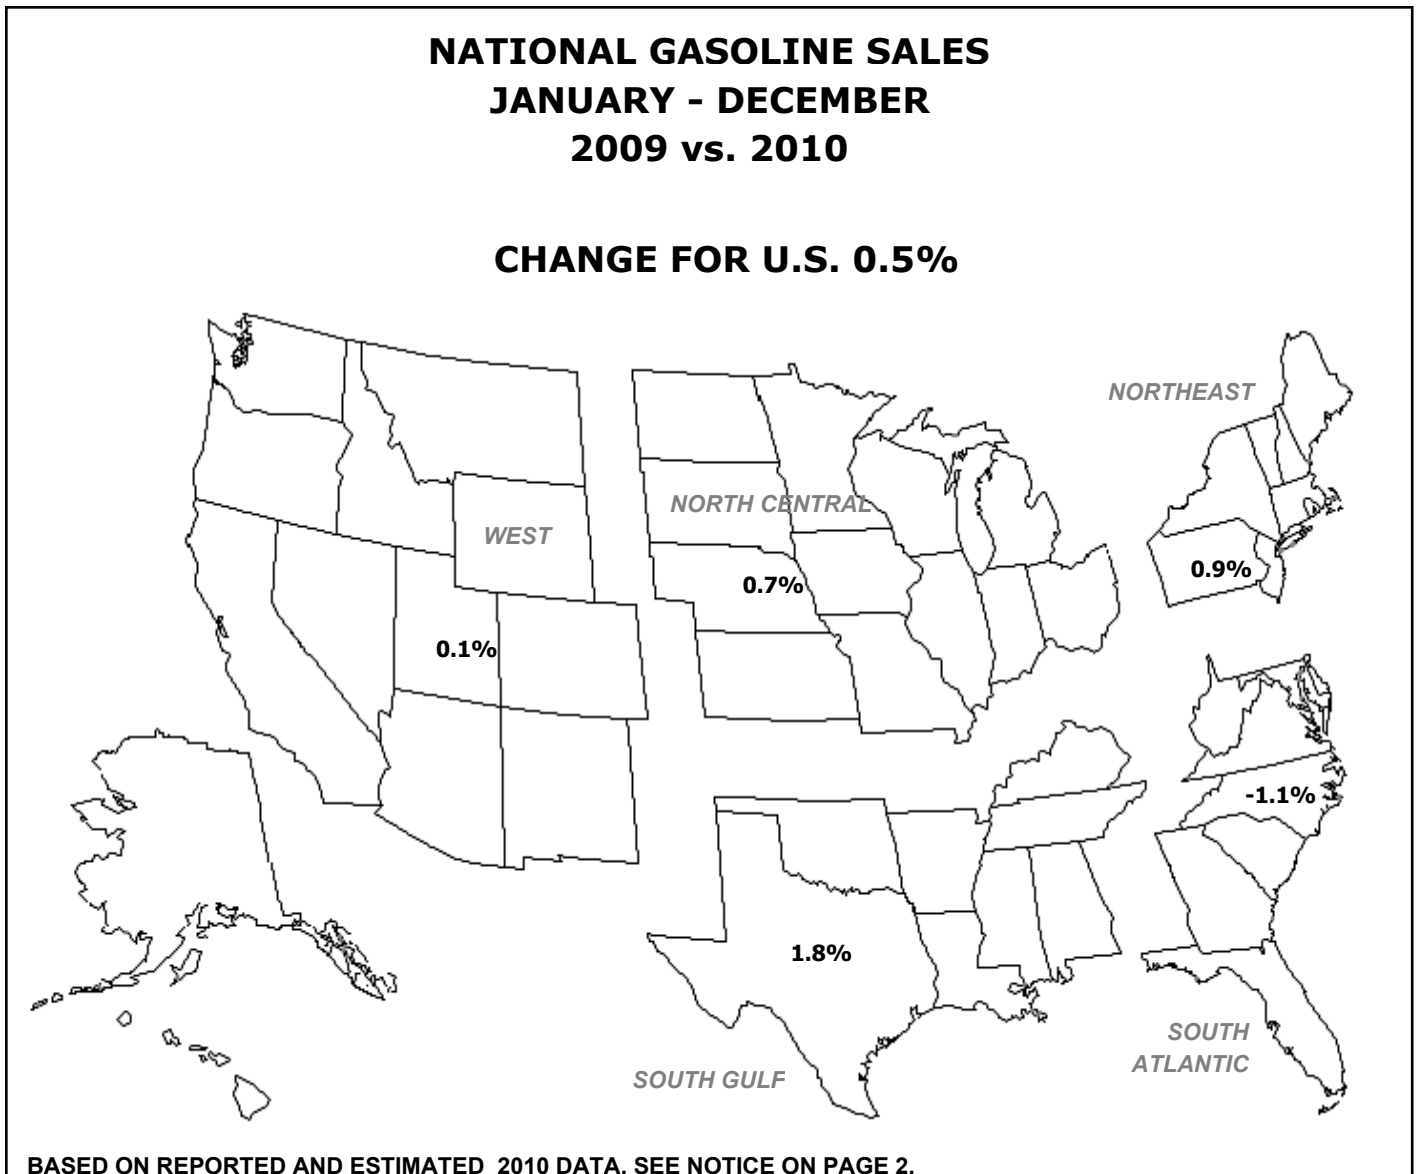 NATIONAL GASOLINE SALES
JANUARY - DECEMBER
2009 vs. 2010
CHANGE FOR U.S. 0.5%
NORTHEAST
NORTH CENTRAL
WEST
0.9%
0.7%
0.1%
-1.1%
1.8%
SOUTH
ATLANTIC
SOUTH GULF
BASED ON REPORTED AND ESTIMATED  2010 DATA. SEE NOTICE ON PAGE 2.